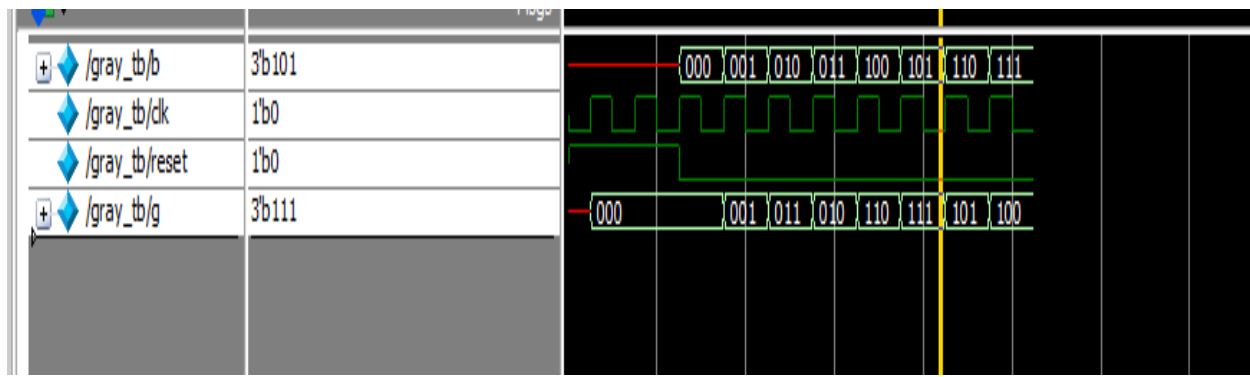 /gray_tb/b 3'b101 000 001 010 011 100 101 110 111
/gray_tb/clk 1'b0
/gray_tb/reset 1'b0
/gray_tb/g 3'b111 000 001 011 010 110 111 101 100